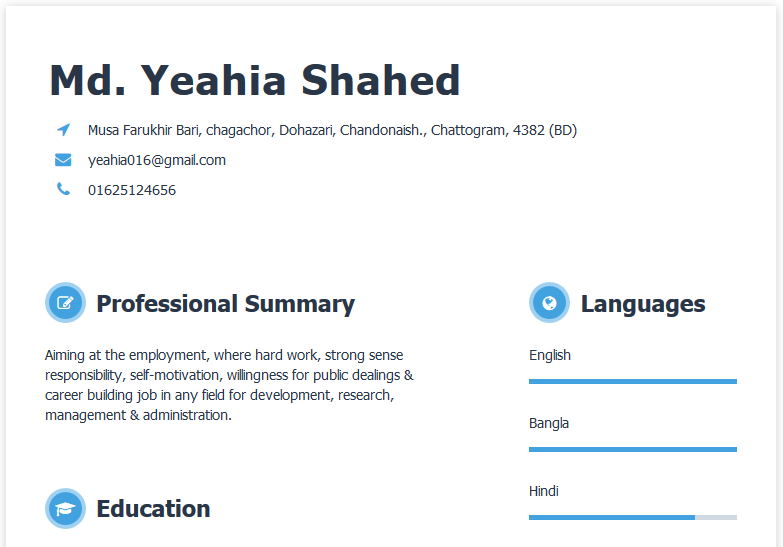 Md. Yeahia Shahed
Musa Farukhir Bari, chagachor, Dohazari, Chandonaish., Chattogram, 4382 (BD)
yeahia016@gmail.com
01625124656
Professional Summary
Aiming at the employment, where hard work, strong sense
responsibility, self-motivation, willingness for public dealings &
career building job in any field for development, research,
management & administration.
Education
Languages
English
Bangla
Hindi